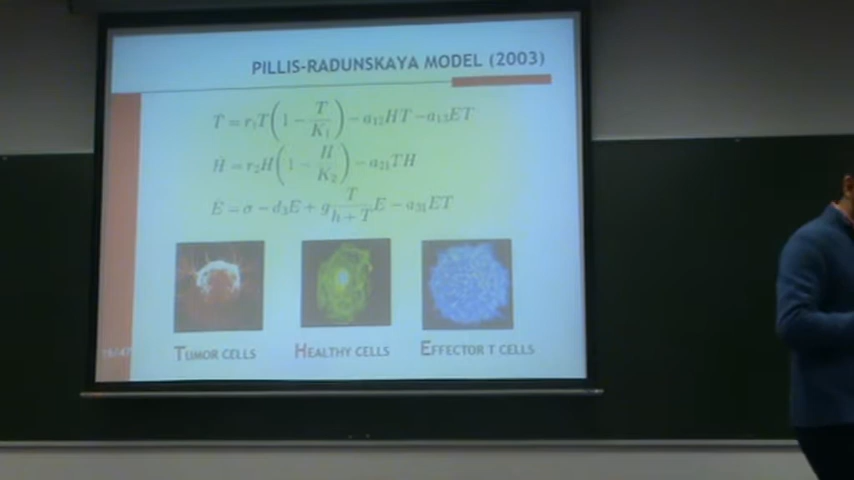 PILLIS-RADUNSKAYA MODEL (2003)
Ṫ = r₁T(1 − T/K₁) − a₁₂HT − a₁₃ET
Ḣ = r₂H(1 − H/K₂) − a₂₁TH
Ė = σ − d₃E + g T/(h + T) E − a₃₁ET
TUMOR CELLS
HEALTHY CELLS
EFFECTOR T CELLS